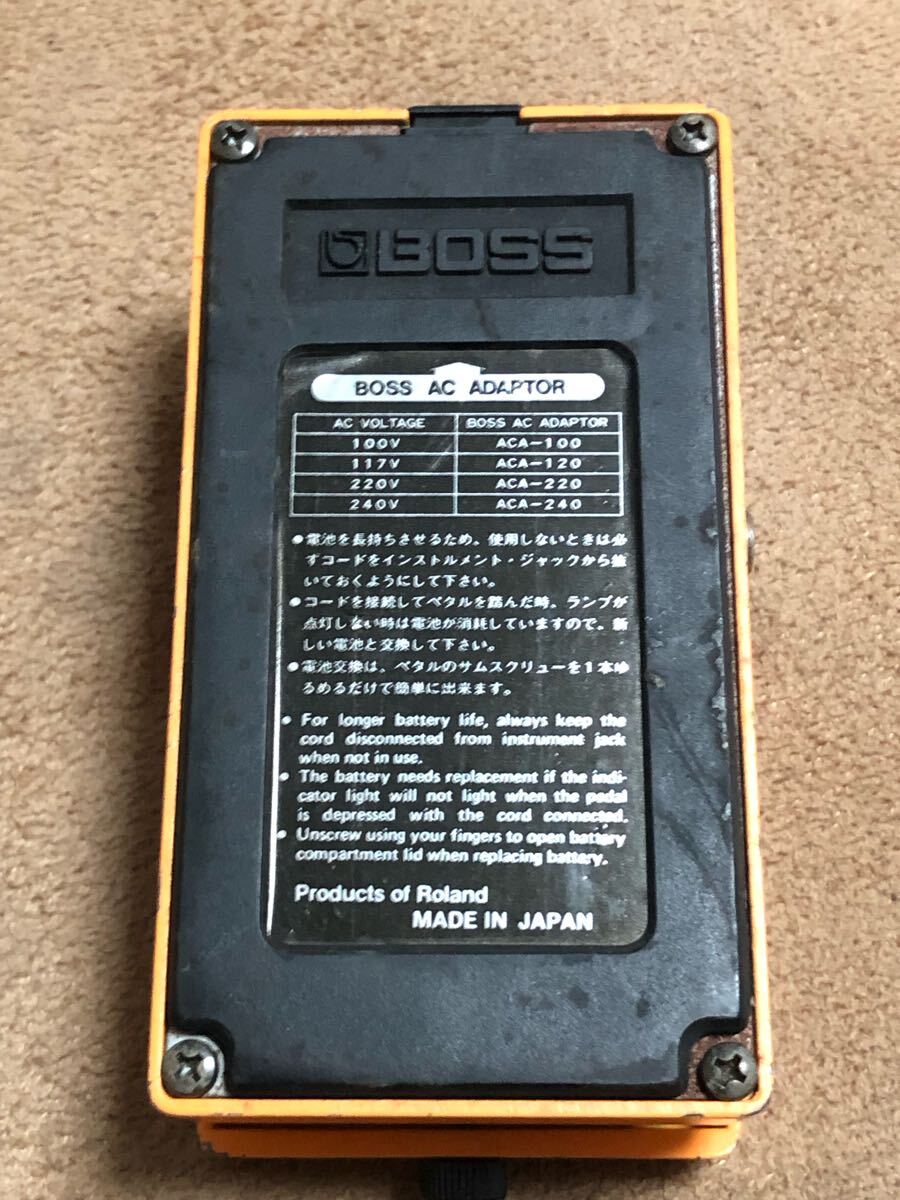 BOSS
BOSS AC ADAPTOR
AC VOLTAGE BOSS AC ADAPTOR
100V ACA-100
117V ACA-120
220V ACA-220
240V ACA-240
●電池を長持ちさせるため、使用しないときは必
ずコードをインストルメント・ジャックから抜
いておくようにして下さい。
●コードを接続してペタルを踏んだ時、ランプが
点灯しない時は電池が消耗していますので、新
しい電池と交換して下さい。
●電池交換は、ペタルのサムスクリューを1本ゆ
るめるだけで簡単に出来ます。
• For longer battery life, always keep the
cord disconnected from instrument jack
when not in use.
• The battery needs replacement if the indi-
cator light will not light when the pedal
is depressed with the cord connected.
• Unscrew using your fingers to open battery
compartment lid when replacing battery.
Products of Roland
MADE IN JAPAN